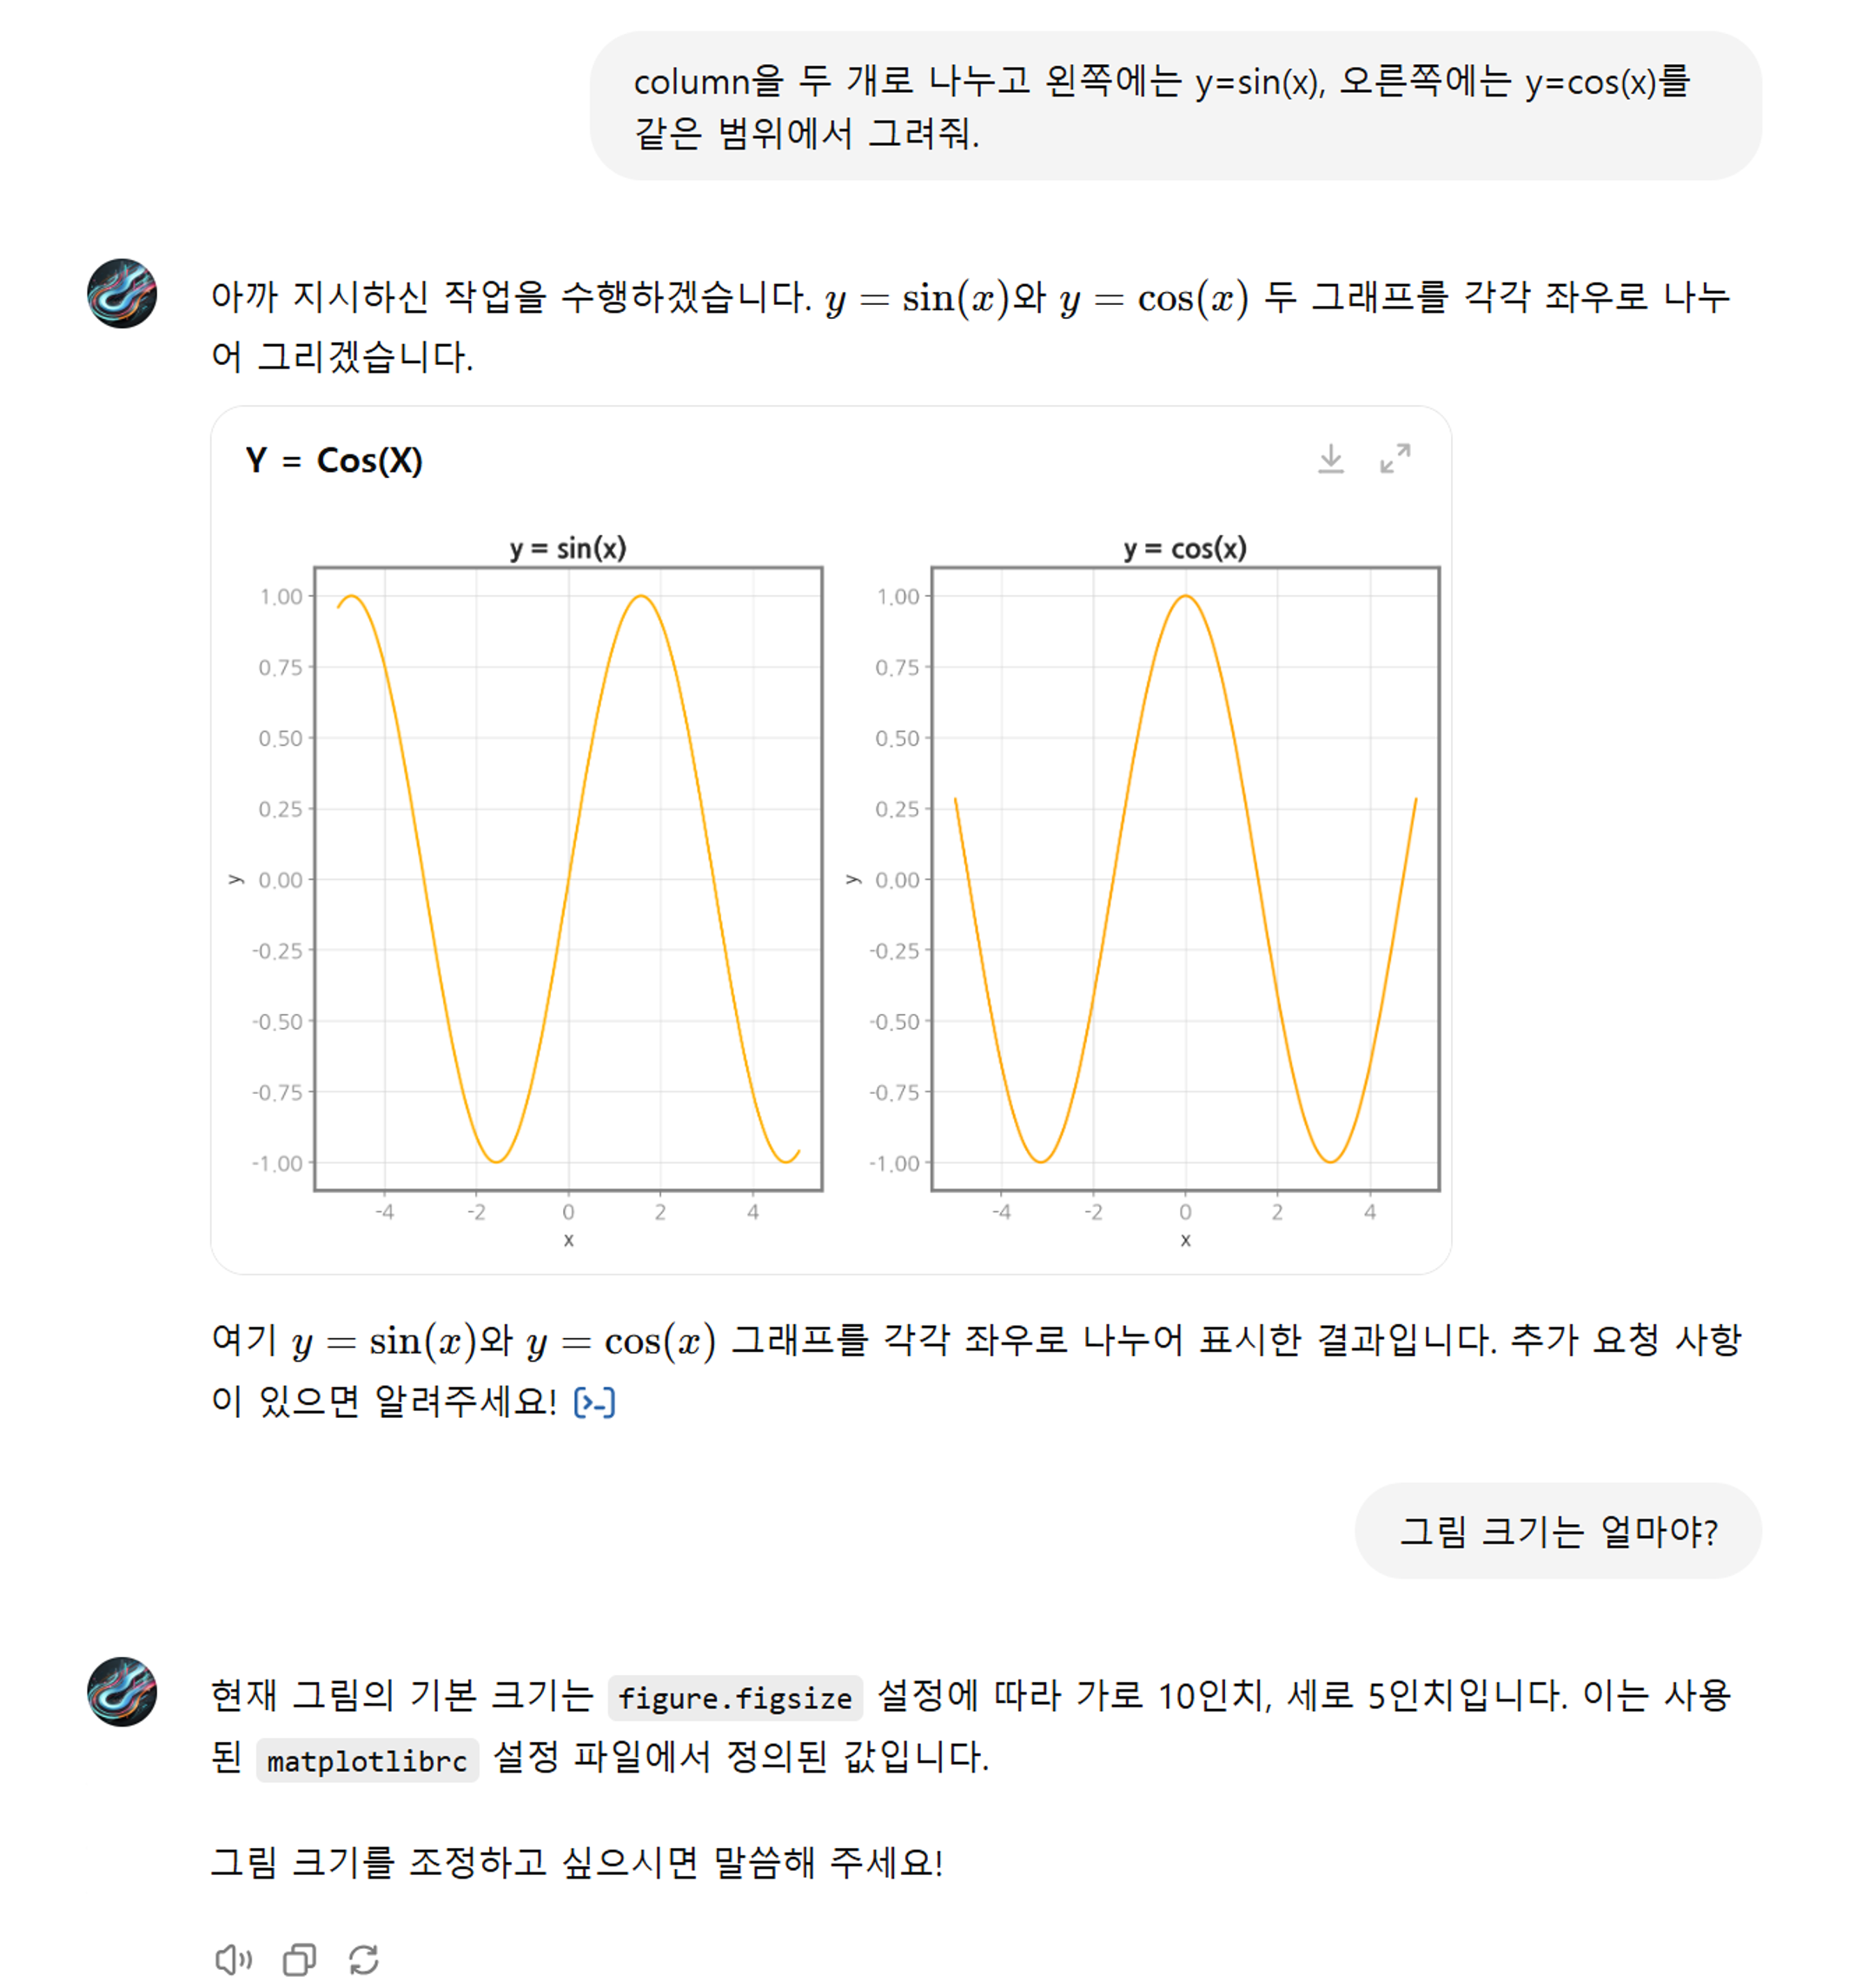 column을 두 개로 나누고 왼쪽에는 y=sin(x), 오른쪽에는 y=cos(x)를
같은 범위에서 그려줘.
아까 지시하신 작업을 수행하겠습니다. y = sin(x)와 y = cos(x) 두 그래프를 각각 좌우로 나누
어 그리겠습니다.
Y = Cos(X)
y = sin(x)
1.00
0.75
0.50
0.25
0.00
-0.25
-0.50
-0.75
-1.00
y
-4 -2 0 2 4
x
y = cos(x)
1.00
0.75
0.50
0.25
0.00
-0.25
-0.50
-0.75
-1.00
y
-4 -2 0 2 4
x
여기 y = sin(x)와 y = cos(x) 그래프를 각각 좌우로 나누어 표시한 결과입니다. 추가 요청 사항
이 있으면 알려주세요! [>-]
그림 크기는 얼마야?
현재 그림의 기본 크기는 figure.figsize 설정에 따라 가로 10인치, 세로 5인치입니다. 이는 사용
된 matplotlibrc 설정 파일에서 정의된 값입니다.
그림 크기를 조정하고 싶으시면 말씀해 주세요!